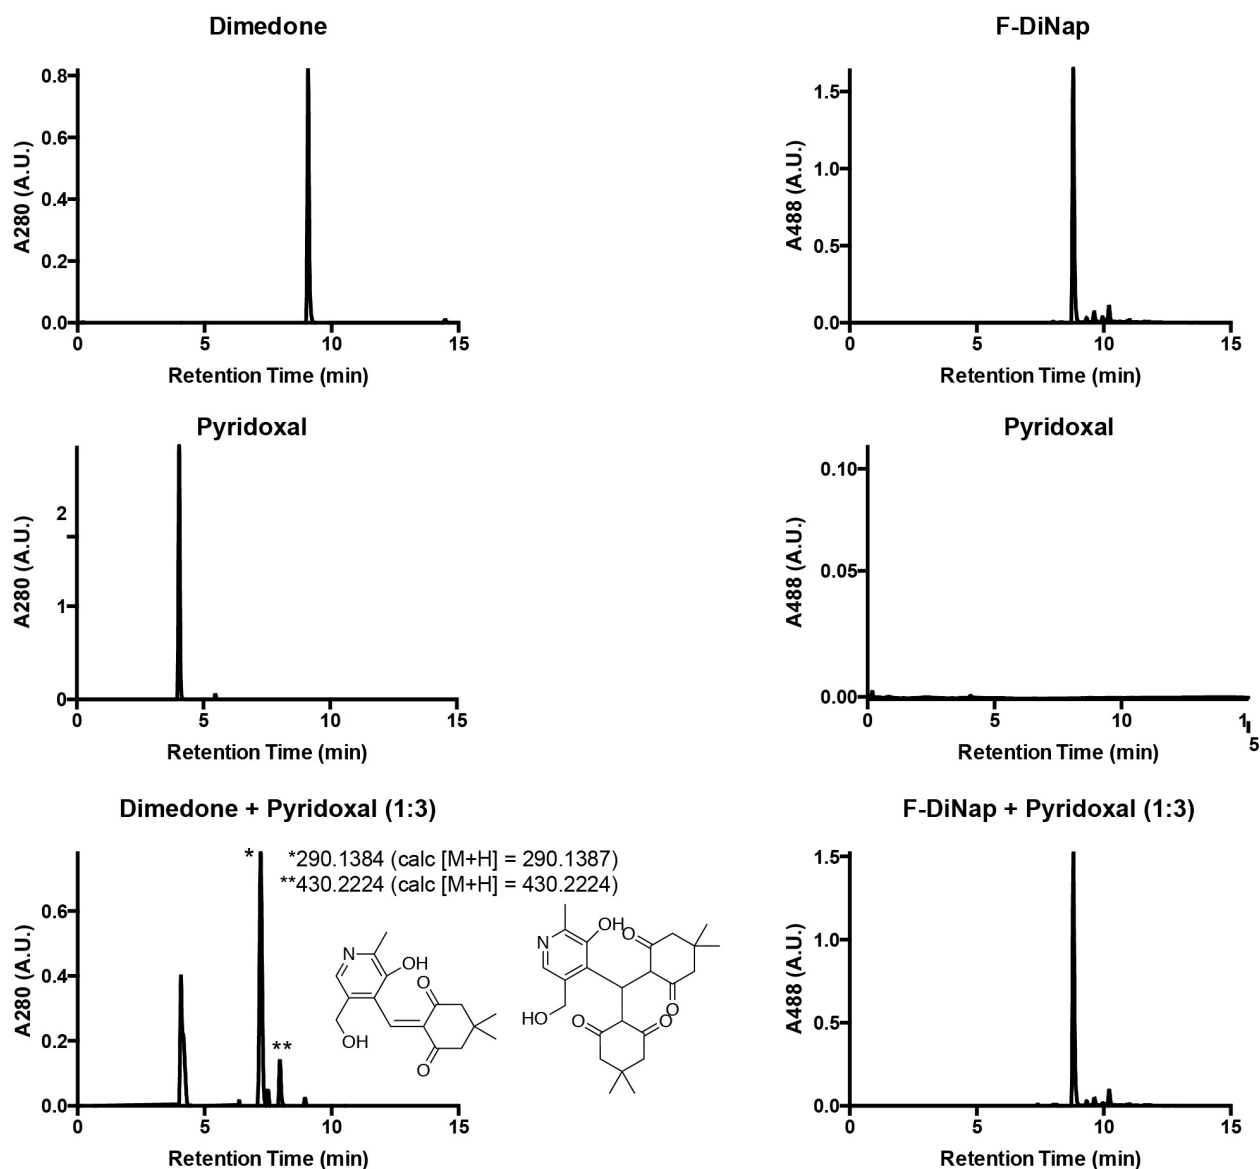 Dimedone
0.8
0.6
0.4
0.2
0.0
A280 (A.U.)
0 5 10 15
Retention Time (min)
F-DiNap
1.5
1.0
0.5
0.0
A488 (A.U.)
0 5 10 15
Retention Time (min)
Pyridoxal
2
1
0
A280 (A.U.)
0 5 10 15
Retention Time (min)
Pyridoxal
0.10
0.05
0.00
A488 (A.U.)
0 5 10 1
5
Retention Time (min)
Dimedone + Pyridoxal (1:3)
*290.1384 (calc [M+H] = 290.1387)
**430.2224 (calc [M+H] = 430.2224)
*
**
0.6
0.4
0.2
0.0
A280 (A.U.)
0 5 10 15
Retention Time (min)
N
OH
O
OH
O
N
OH
O
O
HO
O
O
F-DiNap + Pyridoxal (1:3)
1.5
1.0
0.5
0.0
A488 (A.U.)
0 5 10 15
Retention Time (min)